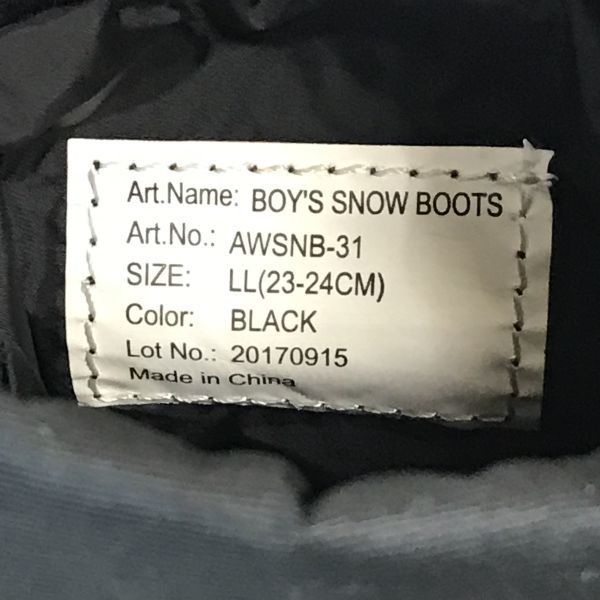 Art.Name: BOY'S SNOW BOOTS
Art.No.: AWSNB-31
SIZE: LL(23-24CM)
Color: BLACK
Lot No.: 20170915
Made in China